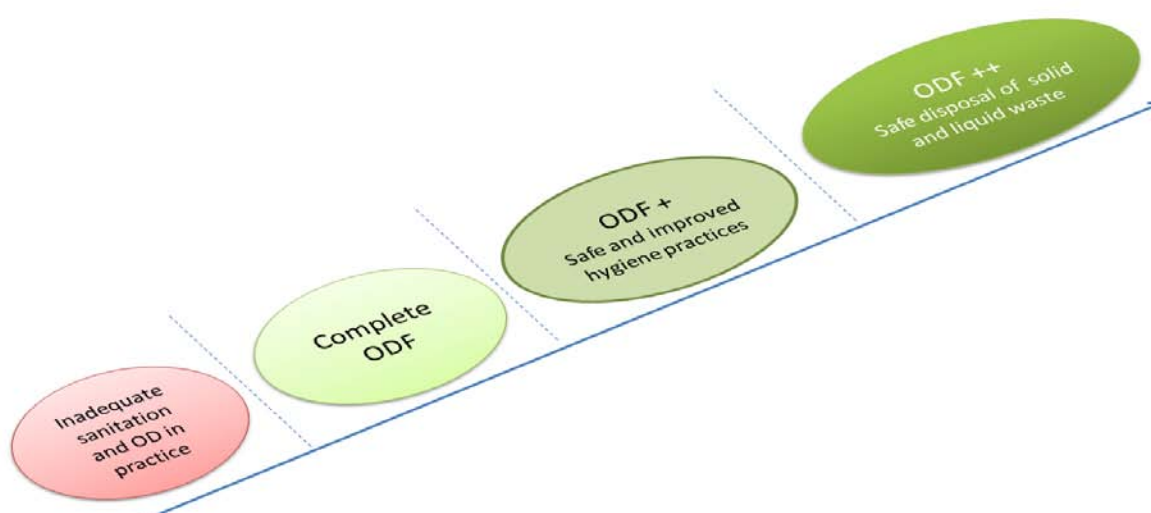 Inadequate
sanitation
and OD in
practice
Complete
ODF
ODF +
Safe and improved
hygiene practices
ODF ++
Safe disposal of solid
and liquid waste